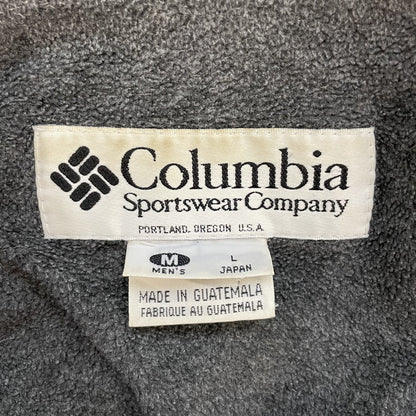 Columbia
Sportswear Company
PORTLAND, OREGON U.S.A.
M L
MEN'S JAPAN
MADE IN GUATEMALA
FABRIQUE AU GUATEMALA